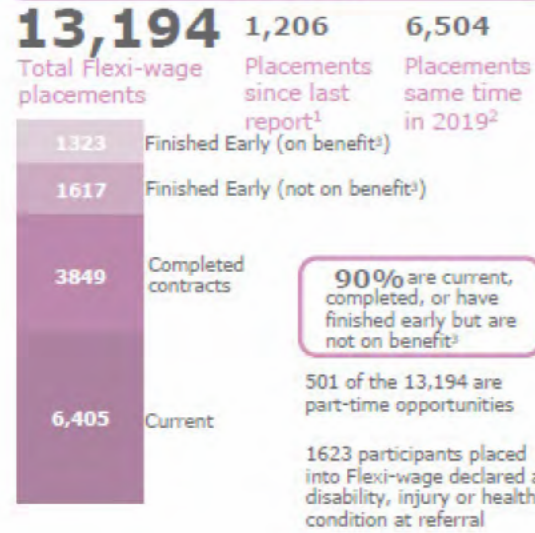 13,194
Total Flexi-wage
placements
1,206
Placements
since last
report¹
6,504
Placements
same time
in 2019²
1323
Finished Early (on benefit³)
1617
Finished Early (not on benefit³)
3849
Completed
contracts
6,405
Current
90% are current,
completed, or have
finished early but are
not on benefit³
501 of the 13,194 are
part-time opportunities
1623 participants placed
into Flexi-wage declared a
disability, injury or health
condition at referral